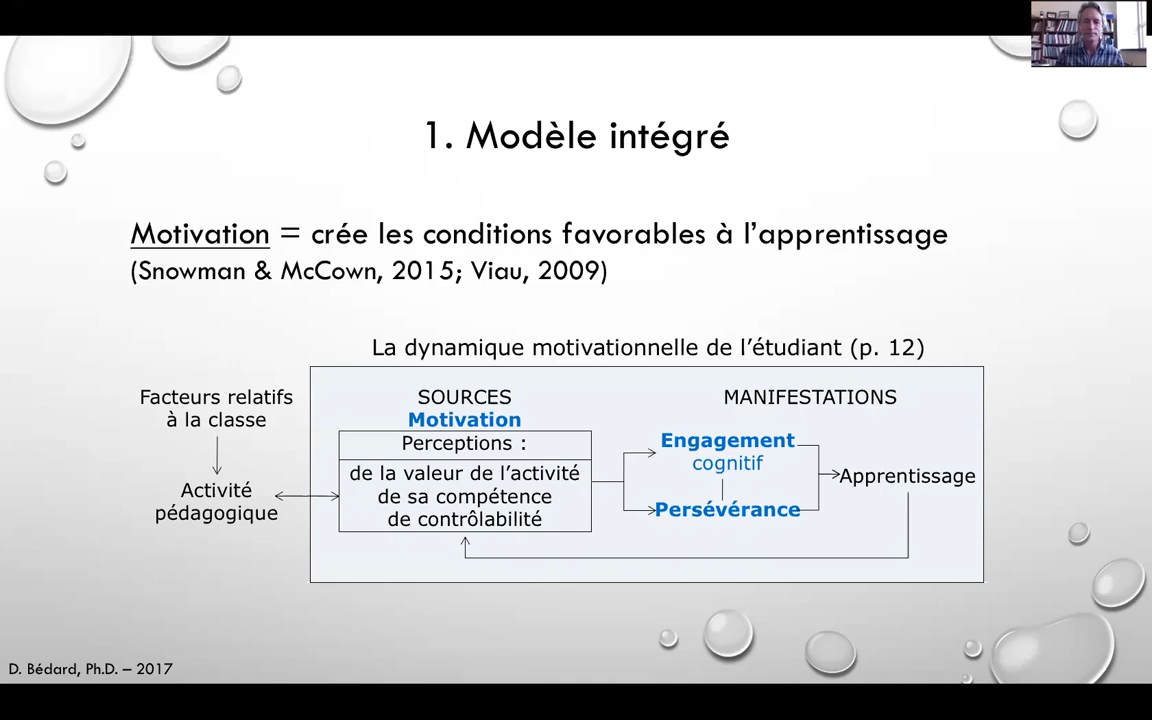 1. Modèle intégré
Motivation = crée les conditions favorables à l'apprentissage
(Snowman & McCown, 2015; Viau, 2009)
La dynamique motivationnelle de l'étudiant (p. 12)
Facteurs relatifs
à la classe
Activité
pédagogique
SOURCES
Motivation
Perceptions :
de la valeur de l'activité
de sa compétence
de contrôlabilité
MANIFESTATIONS
Engagement
cognitif
Persévérance
Apprentissage
D. Bédard, Ph.D. – 2017